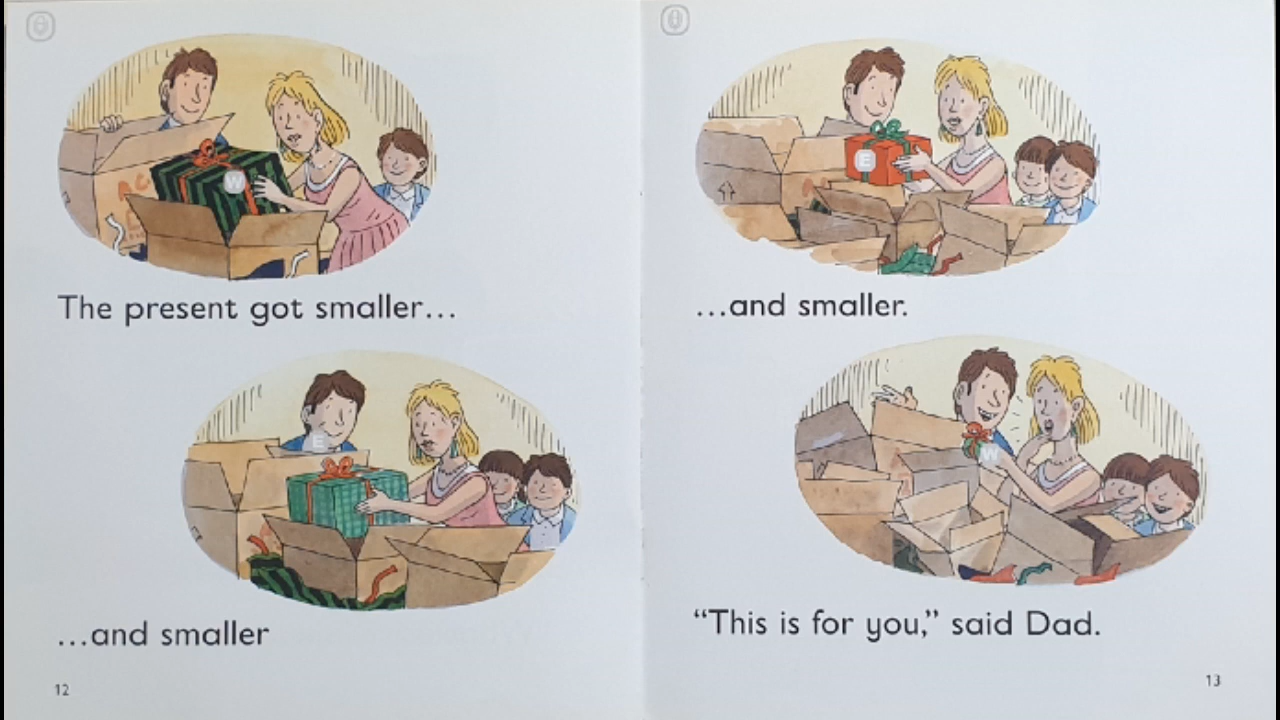 The present got smaller…
…and smaller
12
…and smaller.
“This is for you,” said Dad.
13
W
E
E
W